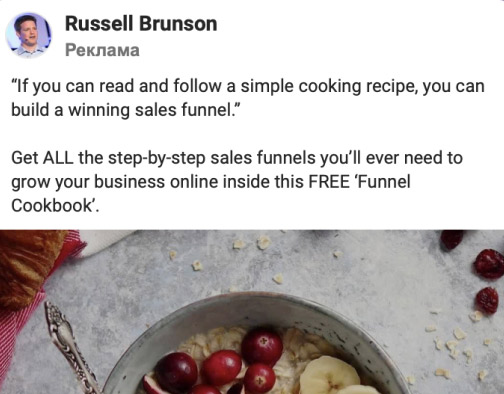 Russell Brunson
Реклама
“If you can read and follow a simple cooking recipe, you can
build a winning sales funnel.”
Get ALL the step-by-step sales funnels you’ll ever need to
grow your business online inside this FREE ‘Funnel
Cookbook’.